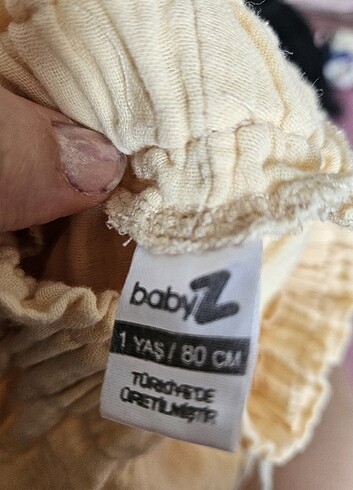 babyZ
1 YAŞ / 80 CM
TÜRKİYE'DE
ÜRETİLMİŞTİR